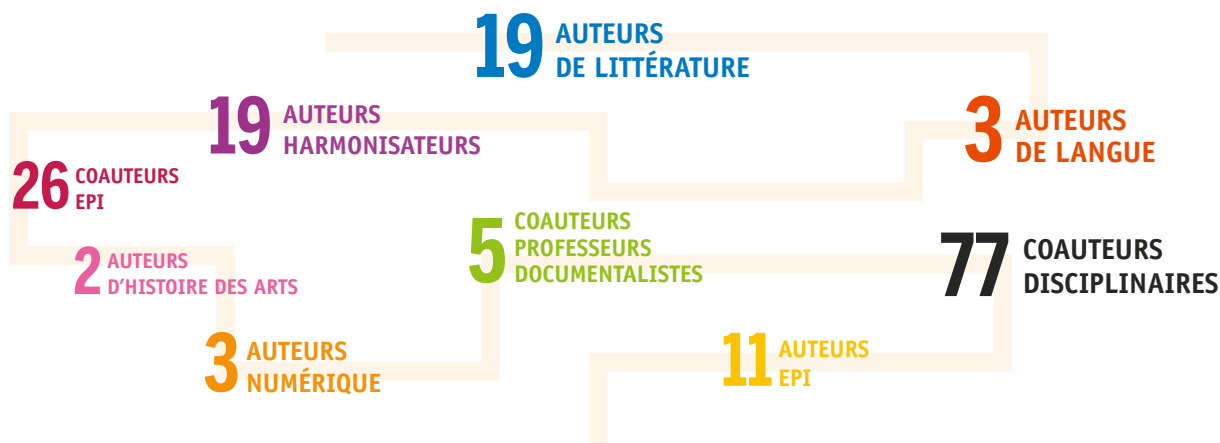 19 AUTEURS
DE LITTÉRATURE
19 AUTEURS
HARMONISATEURS
3 AUTEURS
DE LANGUE
26 COAUTEURS
EPI
5 COAUTEURS
PROFESSEURS
DOCUMENTALISTES
77 COAUTEURS
DISCIPLINAIRES
2 AUTEURS
D'HISTOIRE DES ARTS
3 AUTEURS
NUMÉRIQUE
11 AUTEURS
EPI